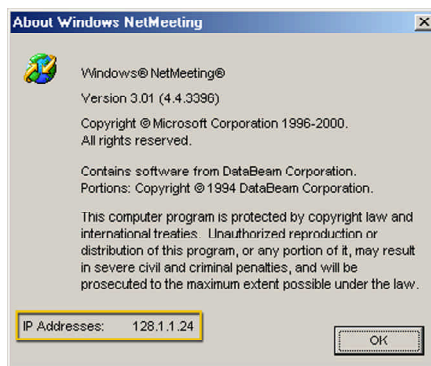 About Windows NetMeeting
Windows® NetMeeting®
Version 3.01 (4.4.3396)
Copyright © Microsoft Corporation 1996-2000.
All rights reserved.
Contains software from DataBeam Corporation.
Portions: Copyright © 1994 DataBeam Corporation.
This computer program is protected by copyright law and
international treaties. Unauthorized reproduction or
distribution of this program, or any portion of it, may result
in severe civil and criminal penalties, and will be
prosecuted to the maximum extent possible under the law.
IP Addresses: 128.1.1.24
OK